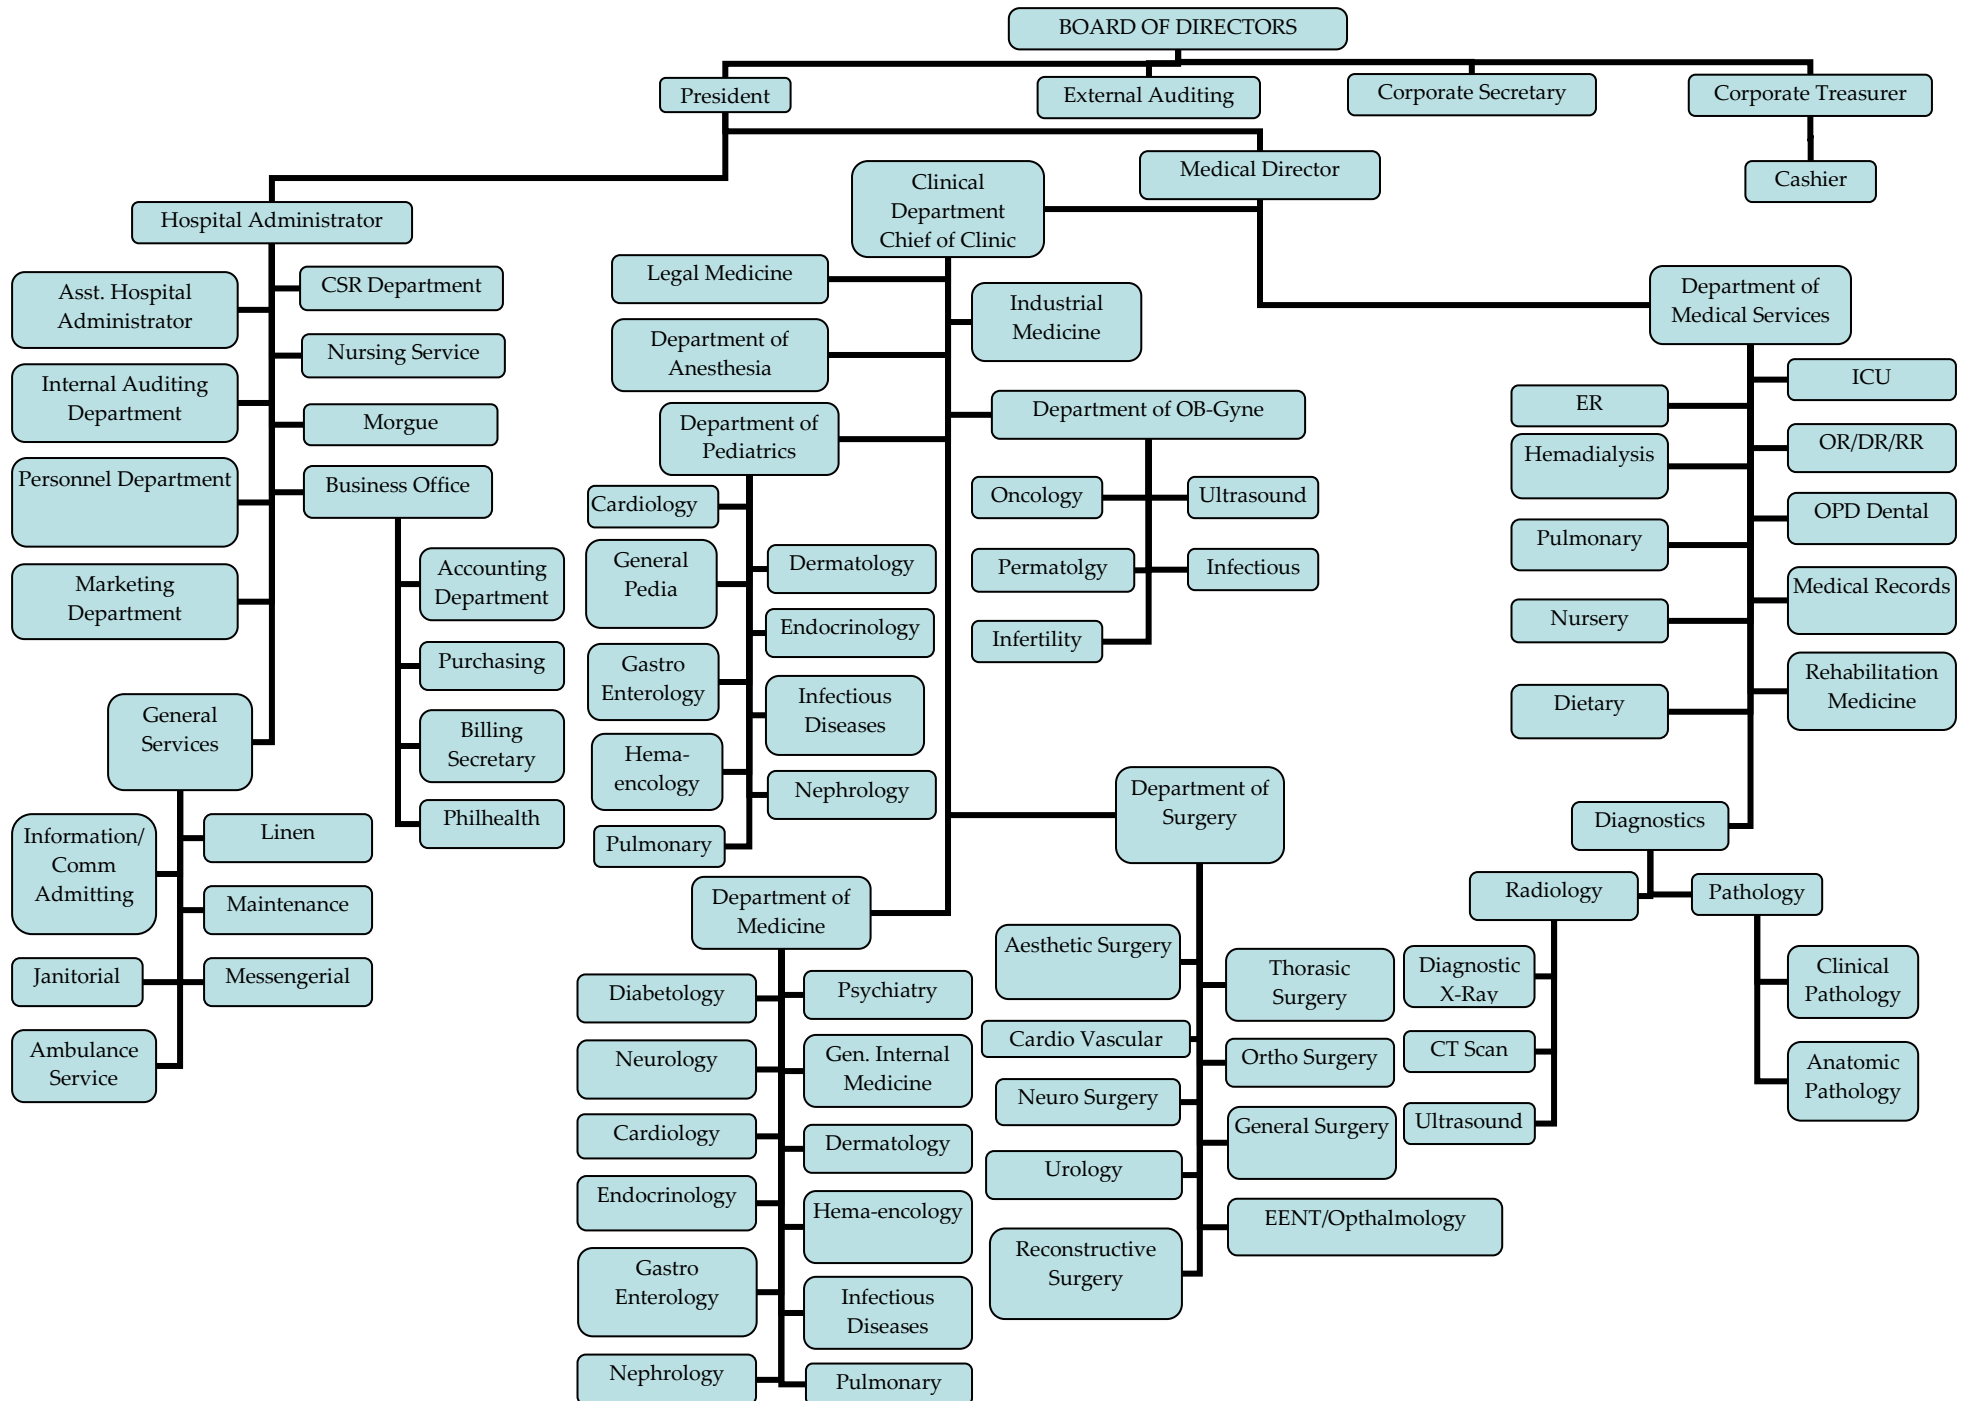 BOARD OF DIRECTORS
President
External Auditing
Corporate Secretary
Corporate Treasurer
Cashier
Medical Director
Clinical
Department
Chief of Clinic
Hospital Administrator
Asst. Hospital
Administrator
CSR Department
Nursing Service
Internal Auditing
Department
Morgue
Personnel Department
Business Office
Marketing
Department
Accounting
Department
Purchasing
Billing
Secretary
Philhealth
General
Services
Information/
Comm
Admitting
Linen
Maintenance
Janitorial
Messengerial
Ambulance
Service
Legal Medicine
Industrial
Medicine
Department of
Anesthesia
Department of
Pediatrics
Cardiology
General
Pedia
Dermatology
Endocrinology
Gastro
Enterology
Infectious
Diseases
Hema-
encology
Nephrology
Pulmonary
Department of OB-Gyne
Oncology
Ultrasound
Permatolgy
Infectious
Infertility
Department of
Medicine
Diabetology
Psychiatry
Neurology
Gen. Internal
Medicine
Cardiology
Dermatology
Endocrinology
Hema-encology
Gastro
Enterology
Infectious
Diseases
Nephrology
Pulmonary
Department of
Surgery
Aesthetic Surgery
Thorasic
Surgery
Cardio Vascular
Ortho Surgery
Neuro Surgery
General Surgery
Urology
EENT/Opthalmology
Reconstructive
Surgery
Department of
Medical Services
ICU
ER
OR/DR/RR
Hemadialysis
OPD Dental
Pulmonary
Medical Records
Nursery
Rehabilitation
Medicine
Dietary
Diagnostics
Radiology
Pathology
Diagnostic
X-Ray
CT Scan
Ultrasound
Clinical
Pathology
Anatomic
Pathology